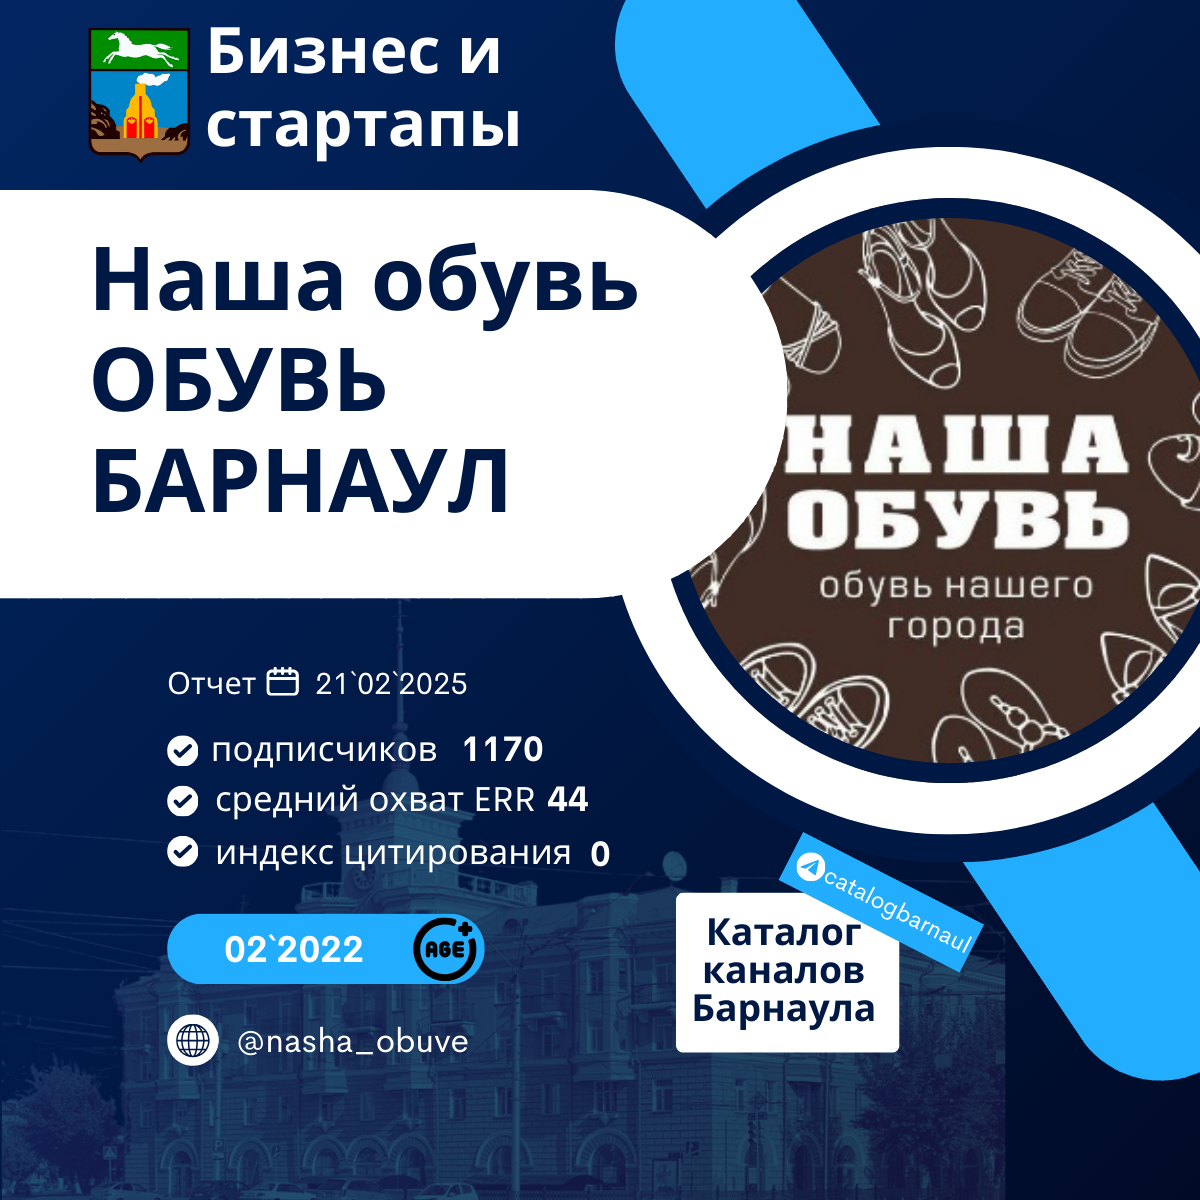 Бизнес и
стартапы
Наша обувь
ОБУВЬ
БАРНАУЛ
НАША
ОБУВЬ
обувь нашего
города
Отчет 21`02`2025
подписчиков 1170
средний охват ERR 44
индекс цитирования 0
02`2022
AGE+
@nasha_obuve
catalogbarnaul
Каталог
каналов
Барнаула